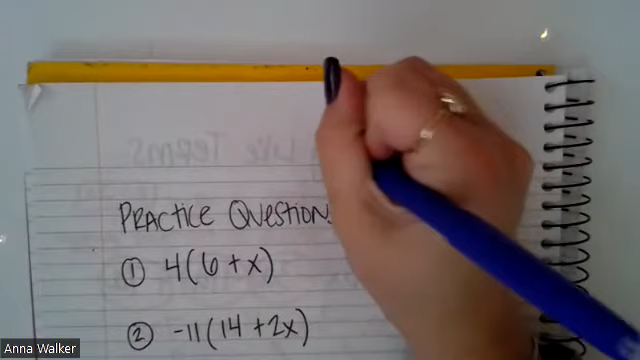 PRACTICE QUESTION
① 4(6+x)
② -11(14+2x)
Anna Walker